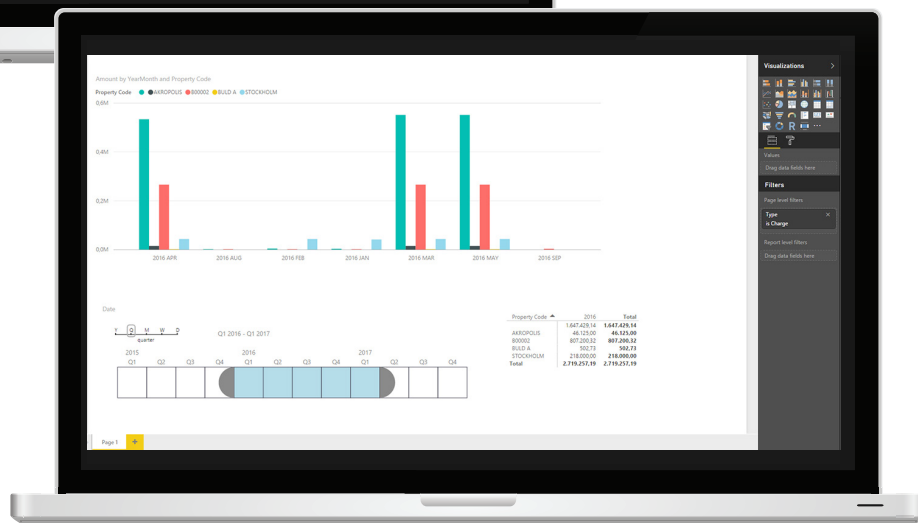 Amount by YearMonth and Property Code
Property Code AKROPOLIS 800002 BULD A STOCKHOLM
0,6M
0,4M
0,2M
0,0M
2016 APR 2016 AUG 2016 FEB 2016 JAN 2016 MAR 2016 MAY 2016 SEP
Date
Y Q M W D
quarter
Q1 2016 - Q1 2017
2015 2016 2017
Q1 Q2 Q3 Q4 Q1 Q2 Q3 Q4 Q1 Q2 Q3 Q4
Property Code 2016 Total
1.647.429,14 1.647.429,14
AKROPOLIS 46.125,00 46.125,00
800002 807.200,32 807.200,32
BULD A 502,73 502,73
STOCKHOLM 218.000,00 218.000,00
Total 2.719.257,19 2.719.257,19
Page 1 +
Visualizations >
R
...
Values
Drag data fields here
Filters
Page level filters
Type ×
is Charge
Report level filters
Drag data fields here